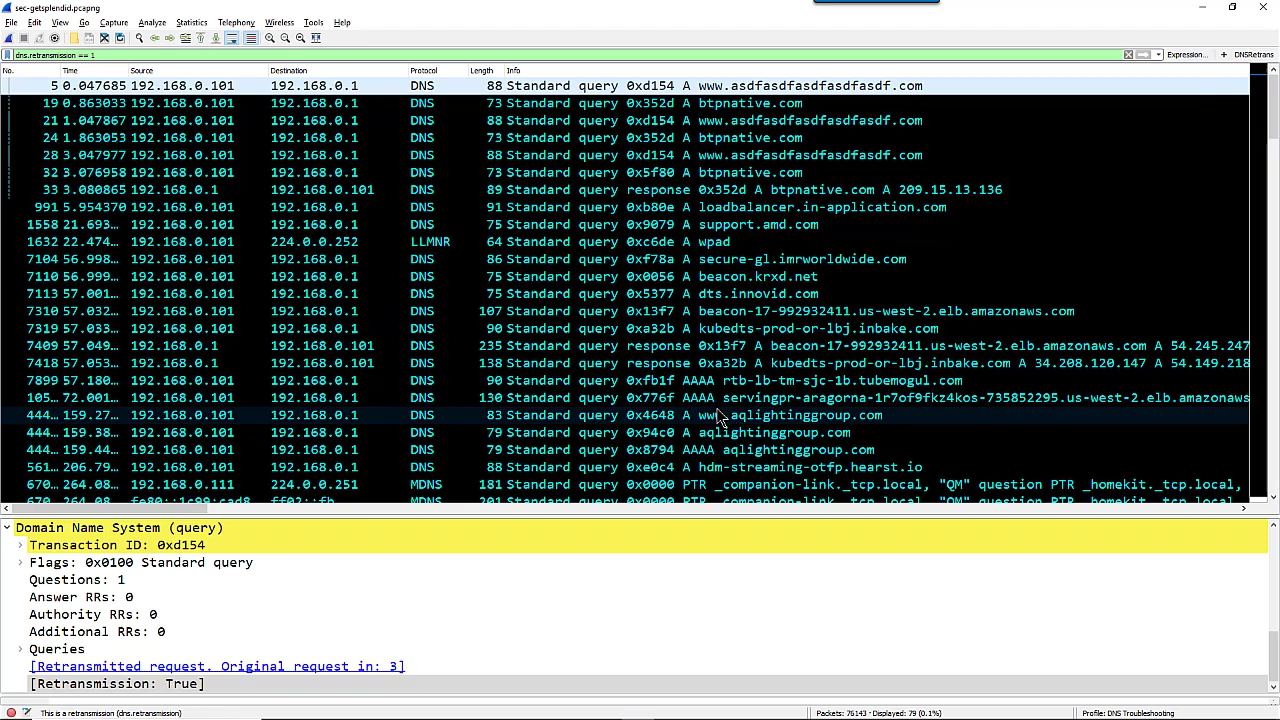 sec-getsplendid.pcapng
File Edit View Go Capture Analyze Statistics Telephony Wireless Tools Help
dns.retransmission == 1 Expression... + DNSRetrans
No. Time Source Destination Protocol Length Info
5 0.047685 192.168.0.101 192.168.0.1 DNS 88 Standard query 0xd154 A www.asdfasdfasdfasdfasdf.com
19 0.863033 192.168.0.101 192.168.0.1 DNS 73 Standard query 0x352d A btpnative.com
21 1.047867 192.168.0.101 192.168.0.1 DNS 88 Standard query 0xd154 A www.asdfasdfasdfasdfasdf.com
24 1.863053 192.168.0.101 192.168.0.1 DNS 73 Standard query 0x352d A btpnative.com
28 3.047977 192.168.0.101 192.168.0.1 DNS 88 Standard query 0xd154 A www.asdfasdfasdfasdfasdf.com
32 3.076958 192.168.0.101 192.168.0.1 DNS 73 Standard query 0x5f80 A btpnative.com
33 3.080865 192.168.0.1 192.168.0.101 DNS 89 Standard query response 0x352d A btpnative.com A 209.15.13.136
991 5.954370 192.168.0.101 192.168.0.1 DNS 91 Standard query 0xb80e A loadbalancer.in-application.com
1558 21.693… 192.168.0.101 192.168.0.1 DNS 75 Standard query 0x9079 A support.amd.com
1632 22.474… 192.168.0.101 224.0.0.252 LLMNR 64 Standard query 0xc6de A wpad
7104 56.998… 192.168.0.101 192.168.0.1 DNS 86 Standard query 0xf78a A secure-gl.imrworldwide.com
7110 56.999… 192.168.0.101 192.168.0.1 DNS 75 Standard query 0x0056 A beacon.krxd.net
7113 57.001… 192.168.0.101 192.168.0.1 DNS 75 Standard query 0x5377 A dts.innovid.com
7310 57.032… 192.168.0.101 192.168.0.1 DNS 107 Standard query 0x13f7 A beacon-17-992932411.us-west-2.elb.amazonaws.com
7319 57.033… 192.168.0.101 192.168.0.1 DNS 90 Standard query 0xa32b A kubedts-prod-or-lbj.inbake.com
7409 57.049… 192.168.0.1 192.168.0.101 DNS 235 Standard query response 0x13f7 A beacon-17-992932411.us-west-2.elb.amazonaws.com A 54.245.247
7418 57.053… 192.168.0.1 192.168.0.101 DNS 138 Standard query response 0xa32b A kubedts-prod-or-lbj.inbake.com A 34.208.120.147 A 54.149.218
7899 57.180… 192.168.0.101 192.168.0.1 DNS 90 Standard query 0xfb1f AAAA rtb-lb-tm-sjc-1b.tubemogul.com
105… 72.001… 192.168.0.101 192.168.0.1 DNS 130 Standard query 0x776f AAAA servingpr-aragorna-1r7of9fkz4kos-735852295.us-west-2.elb.amazonaws
444… 159.27… 192.168.0.101 192.168.0.1 DNS 83 Standard query 0x4648 A www.aqlightinggroup.com
444… 159.38… 192.168.0.101 192.168.0.1 DNS 79 Standard query 0x94c0 A aqlightinggroup.com
444… 159.44… 192.168.0.101 192.168.0.1 DNS 79 Standard query 0x8794 AAAA aqlightinggroup.com
561… 206.79… 192.168.0.101 192.168.0.1 DNS 88 Standard query 0xe0c4 A hdm-streaming-otfp.hearst.io
670… 264.08… 192.168.0.111 224.0.0.251 MDNS 181 Standard query 0x0000 PTR _companion-link._tcp.local, "QM" question PTR _homekit._tcp.local,
670… 264.08… fe80::1c99:cad8… ff02::fb MDNS 201 Standard query 0x0000 PTR _companion-link._tcp.local, "QM" question PTR _homekit._tcp.local,
Domain Name System (query)
Transaction ID: 0xd154
Flags: 0x0100 Standard query
Questions: 1
Answer RRs: 0
Authority RRs: 0
Additional RRs: 0
Queries
[Retransmitted request. Original request in: 3]
[Retransmission: True]
This is a retransmission (dns.retransmission) Packets: 76143 · Displayed: 79 (0.1%) Profile: DNS Troubleshooting